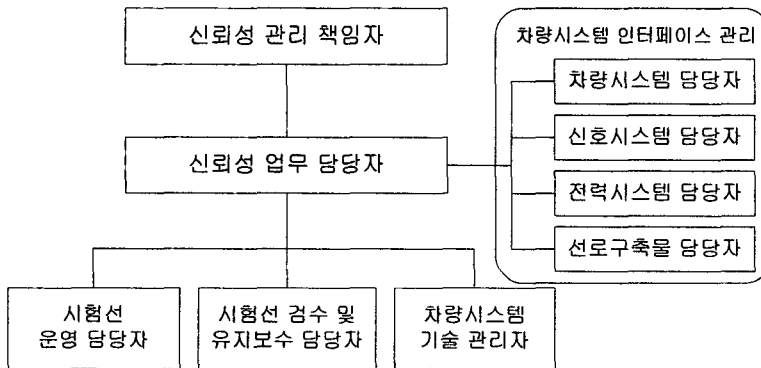 신뢰성 관리 책임자
차량시스템 인터페이스 관리
차량시스템 담당자
신호시스템 담당자
신뢰성 업무 담당자
전력시스템 담당자
선로구축물 담당자
시험선
운영 담당자
시험선 검수 및
유지보수 담당자
차량시스템
기술 관리자